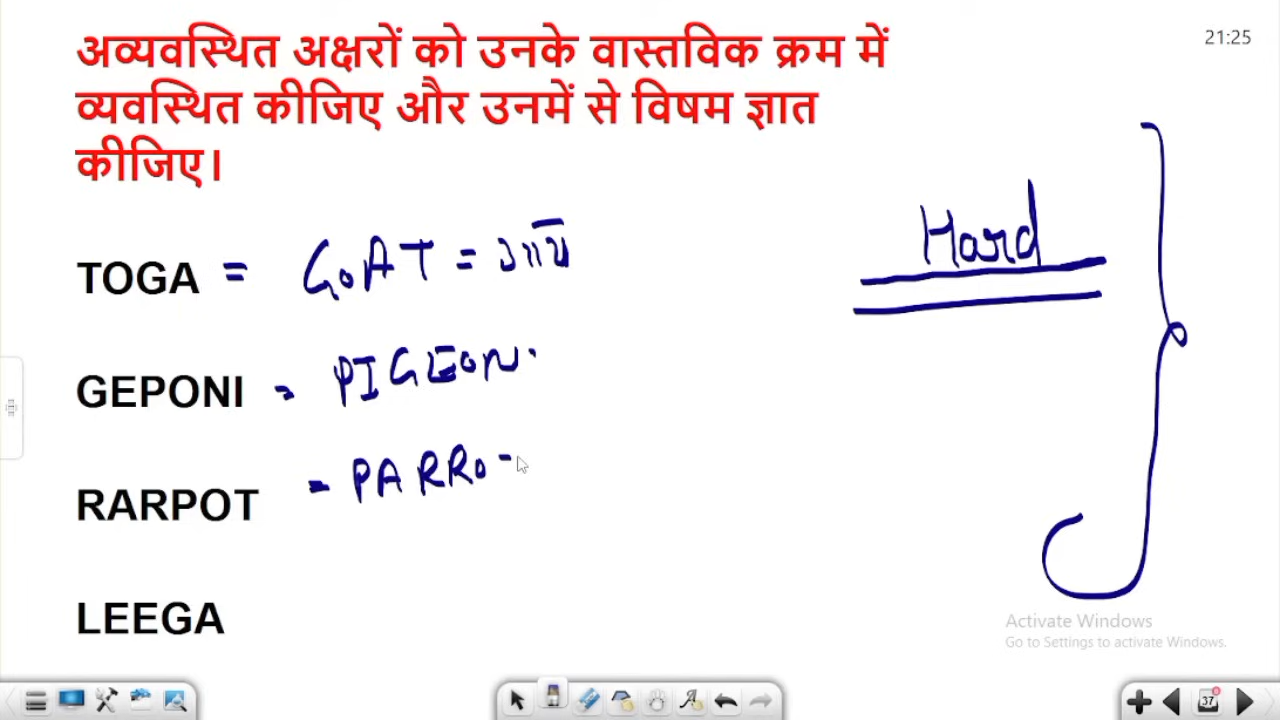 21:25
अव्यवस्थित अक्षरों को उनके वास्तविक क्रम में
व्यवस्थित कीजिए और उनमें से विषम ज्ञात
कीजिए।
Hard
TOGA = GOAT =
GEPONI = PIGEON.
RARPOT = PARRO
LEEGA
Activate Windows
Go to Settings to activate Windows.
37